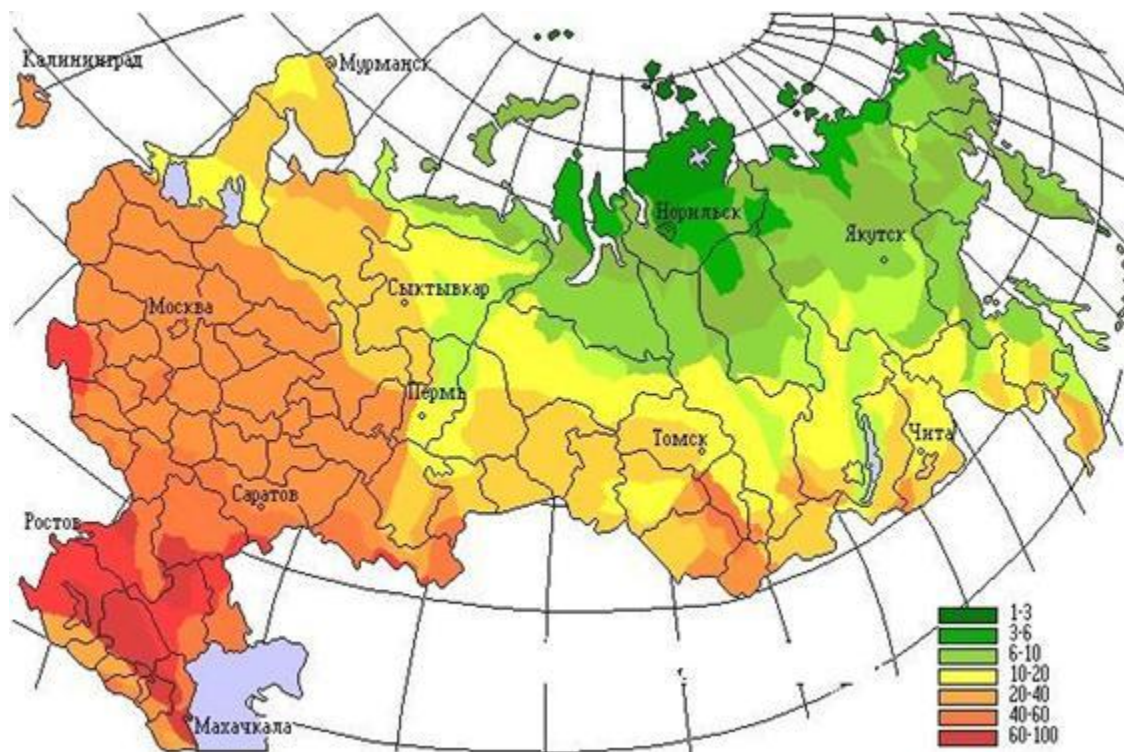 Калининград
Мурманск
Норильск
Якутск
Сыктывкар
Москва
Пермь
Томск
Чита
Саратов
Ростов
Махачкала
1-3
3-6
6-10
10-20
20-40
40-60
60-100